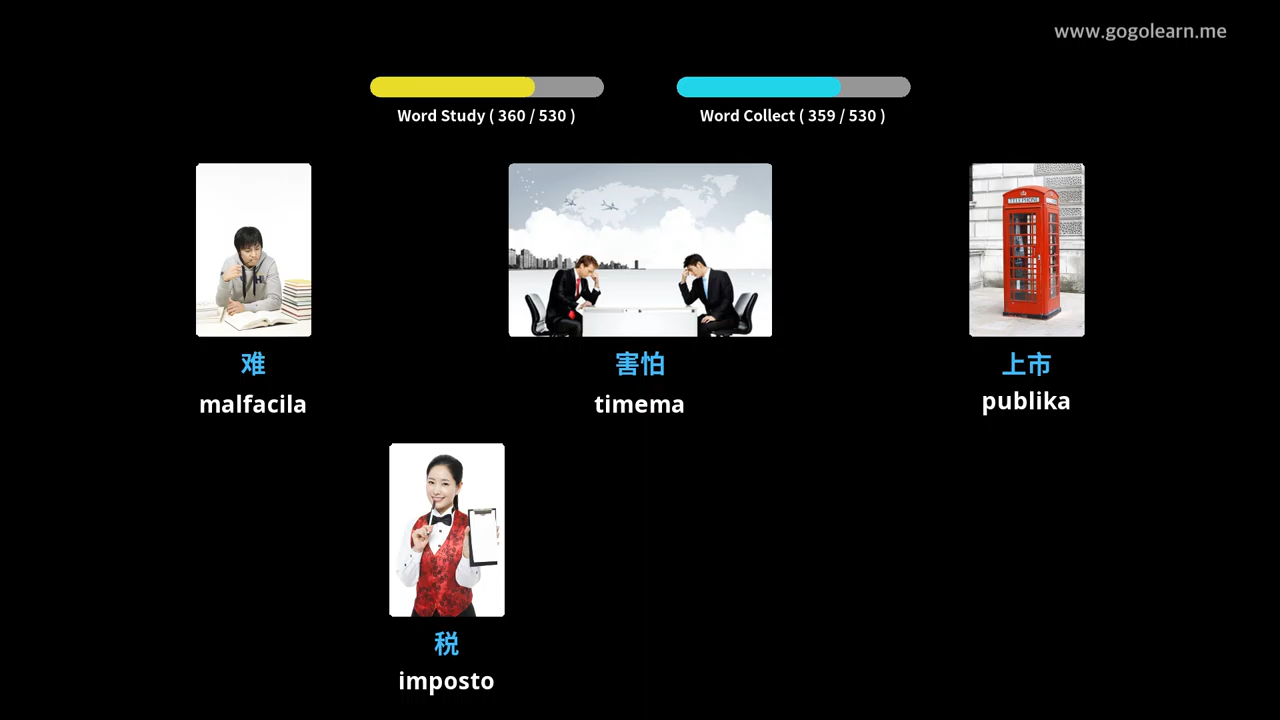 www.gogolearn.me
Word Study ( 360 / 530 )
Word Collect ( 359 / 530 )
TELEPHONE
难
害怕
上市
malfacila
timema
publika
税
imposto